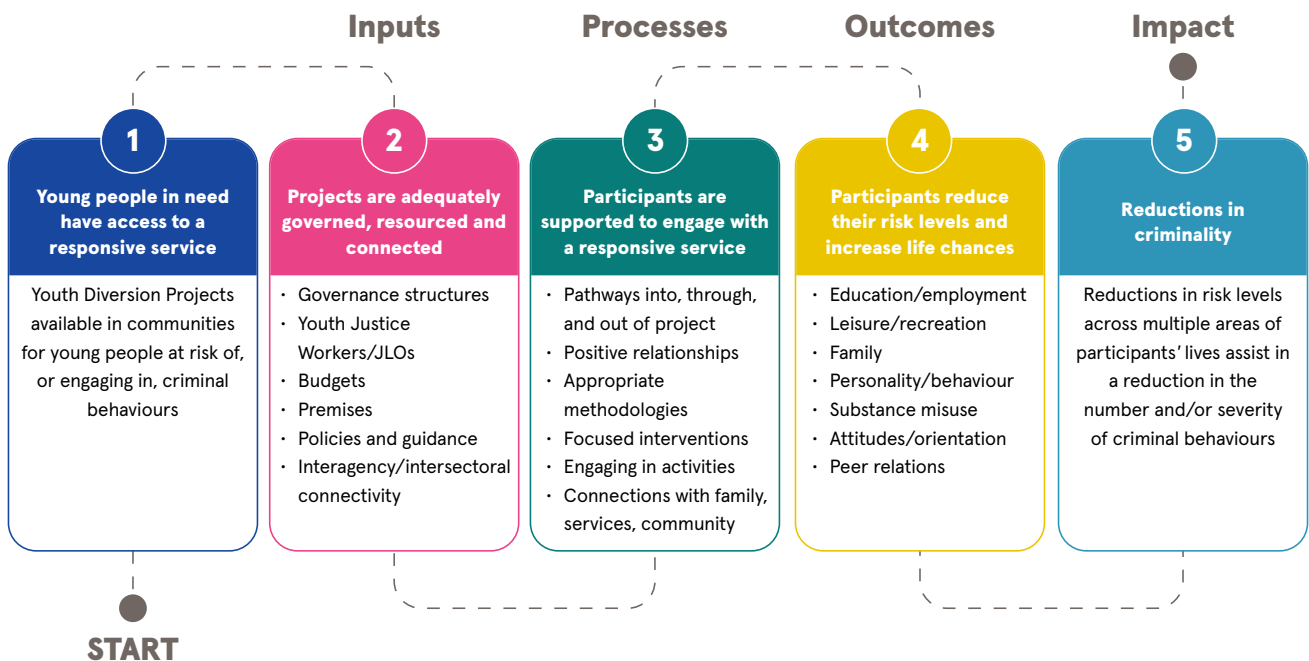 Inputs
Processes
Outcomes
Impact
1
Young people in need
have access to a
responsive service
Youth Diversion Projects
available in communities
for young people at risk of,
or engaging in, criminal
behaviours
2
Projects are adequately
governed, resourced and
connected
· Governance structures
· Youth Justice
Workers/JLOs
· Budgets
· Premises
· Policies and guidance
· Interagency/intersectoral
connectivity
3
Participants are
supported to engage with
a responsive service
· Pathways into, through,
and out of project
· Positive relationships
· Appropriate
methodologies
· Focused interventions
· Engaging in activities
· Connections with family,
services, community
4
Participants reduce
their risk levels and
increase life chances
· Education/employment
· Leisure/recreation
· Family
· Personality/behaviour
· Substance misuse
· Attitudes/orientation
· Peer relations
5
Reductions in
criminality
Reductions in risk levels
across multiple areas of
participants' lives assist in
a reduction in the
number and/or severity
of criminal behaviours
START